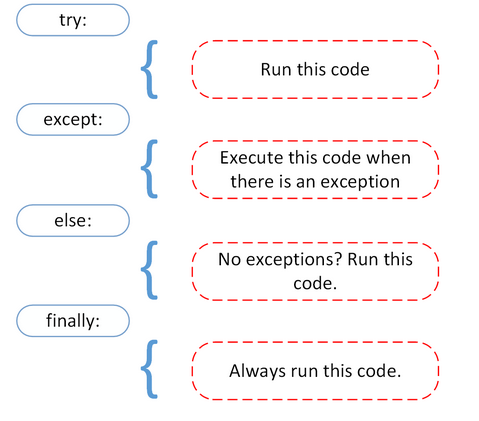 try:
Run this code
except:
Execute this code when
there is an exception
else:
No exceptions? Run this
code.
finally:
Always run this code.